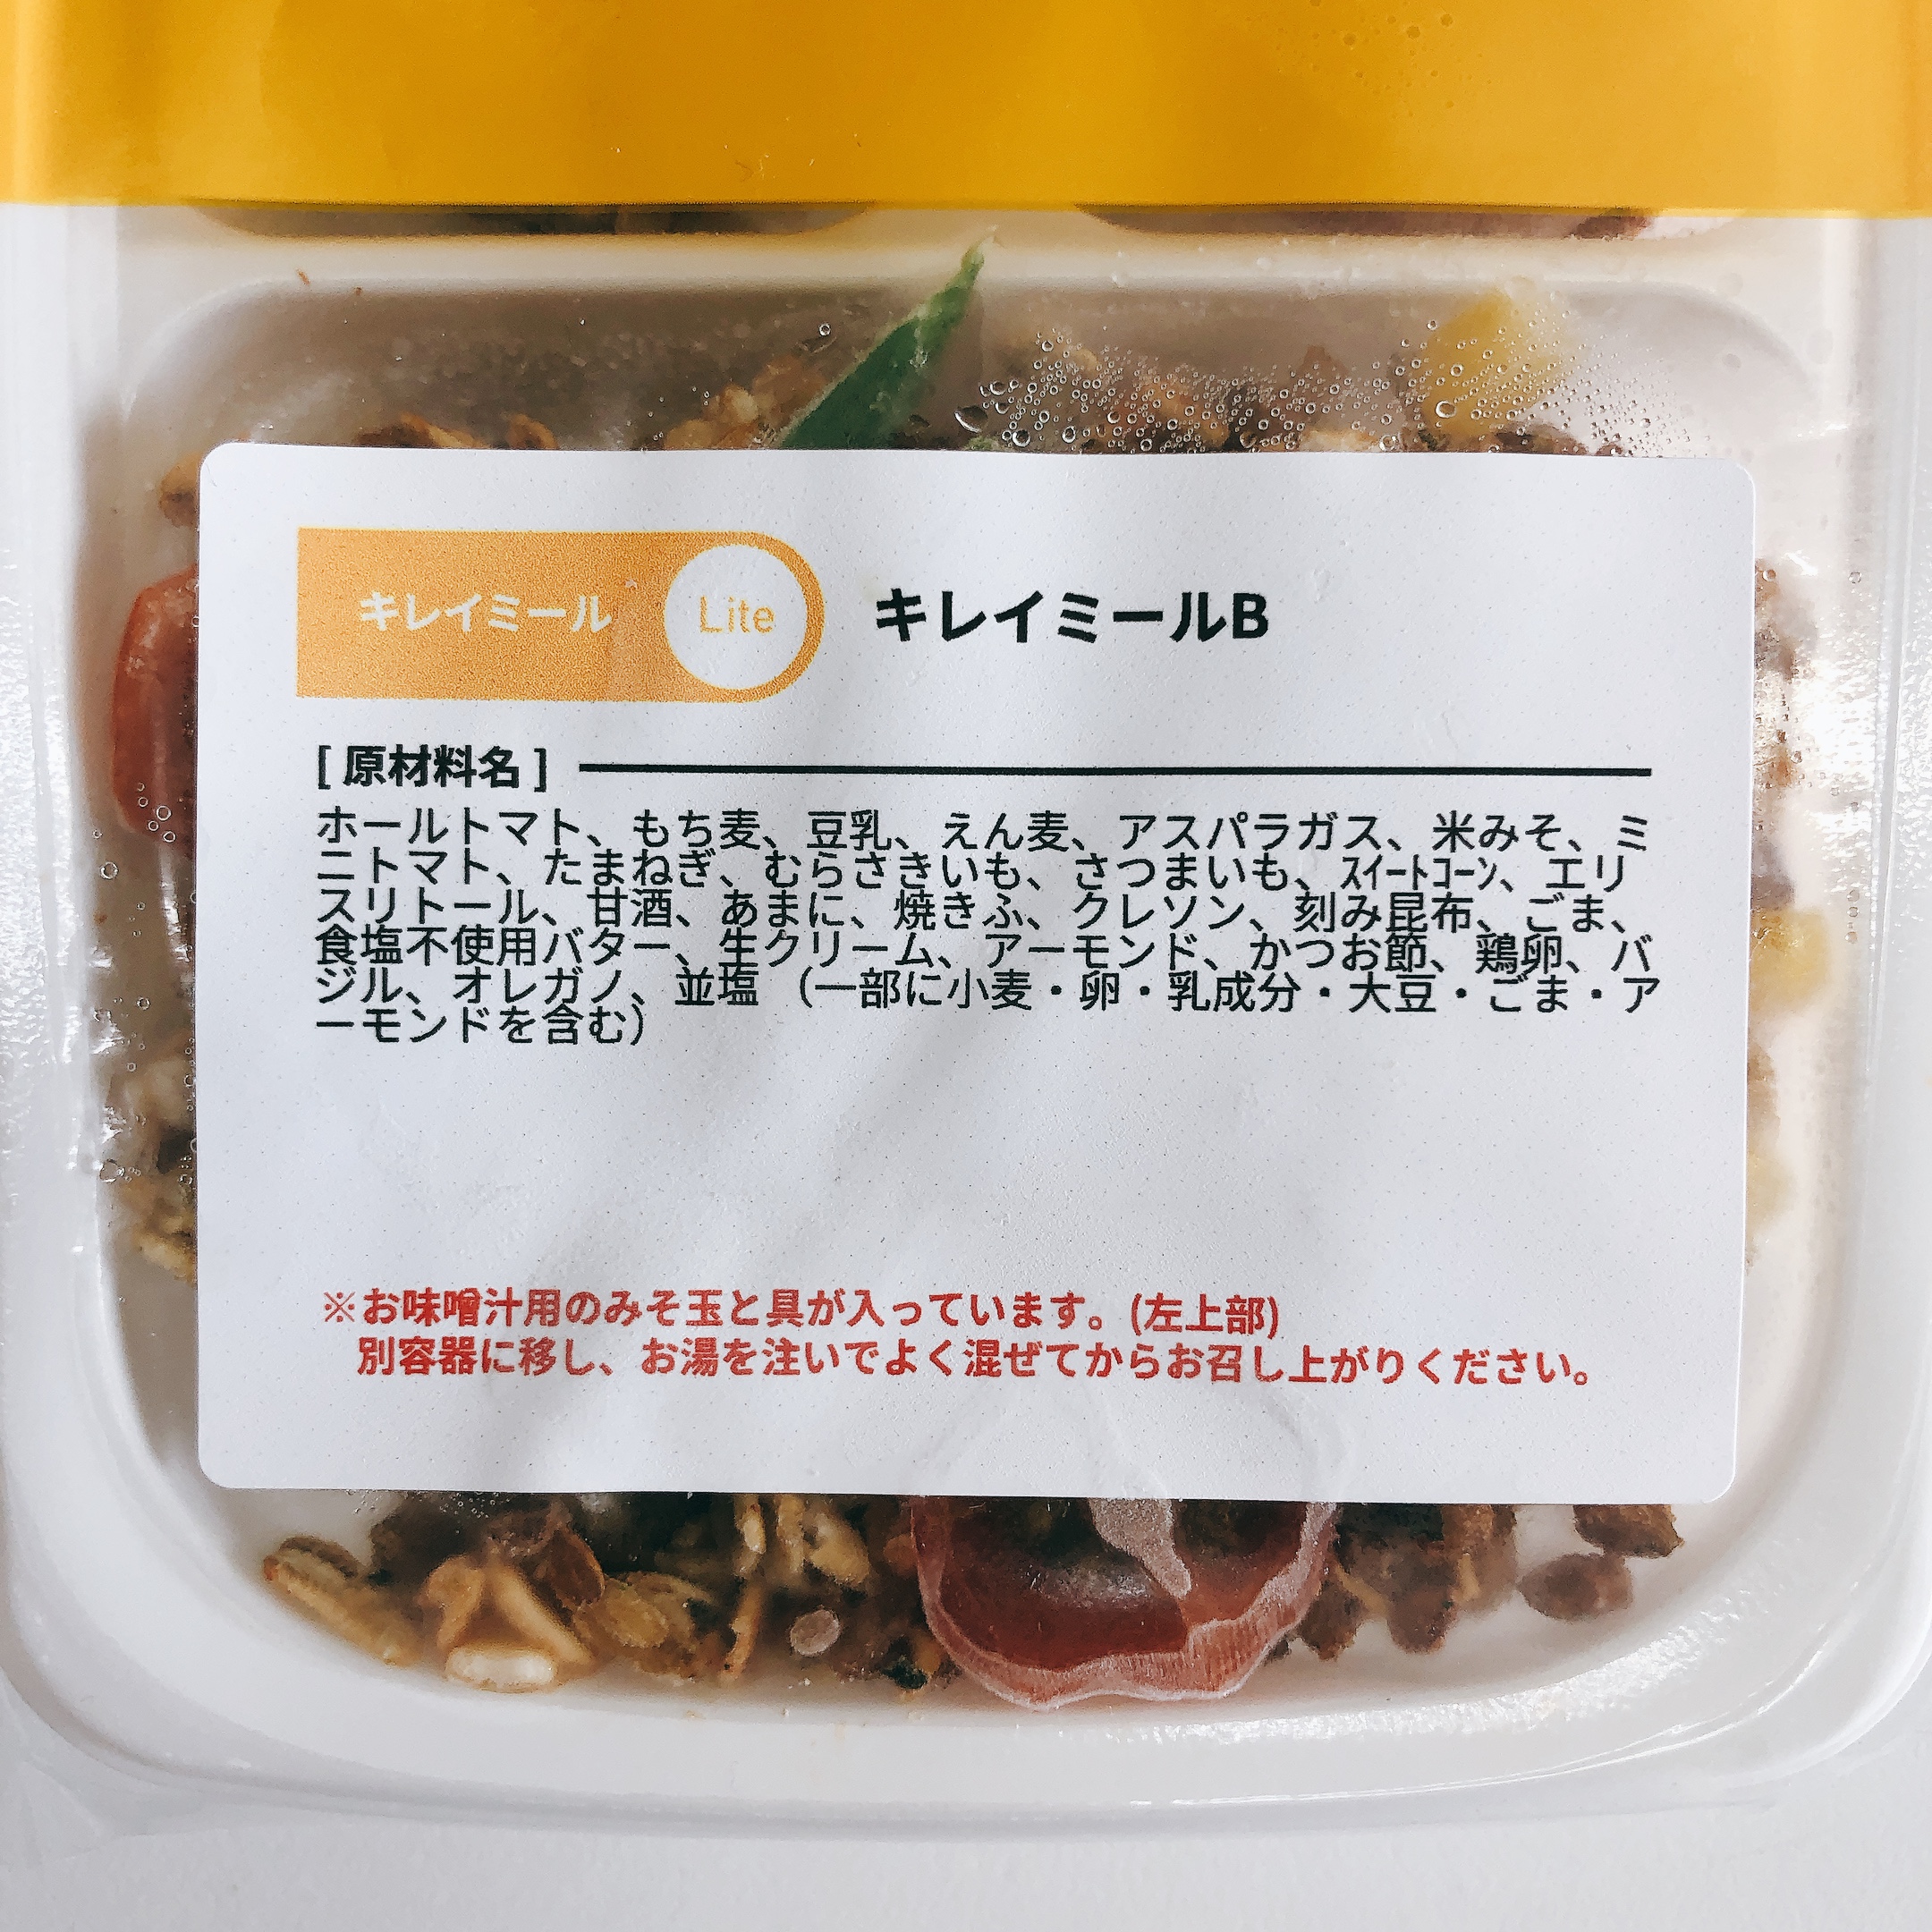 キレイミール Lite キレイミールB
[ 原材料名 ]
ホールトマト、もち麦、豆乳、えん麦、アスパラガス、米みそ、ミ
ニトマト、たまねぎ、むらさきいも、さつまいも、ｽｲｰﾄｺｰﾝ、エリ
スリトール、甘酒、あまに、焼きふ、クレソン、刻み昆布、ごま、
食塩不使用バター、生クリーム、アーモンド、かつお節、鶏卵、バ
ジル、オレガノ、並塩 （一部に小麦・卵・乳成分・大豆・ごま・ア
ーモンドを含む）
※お味噌汁用のみそ玉と具が入っています。(左上部)
別容器に移し、お湯を注いでよく混ぜてからお召し上がりください。